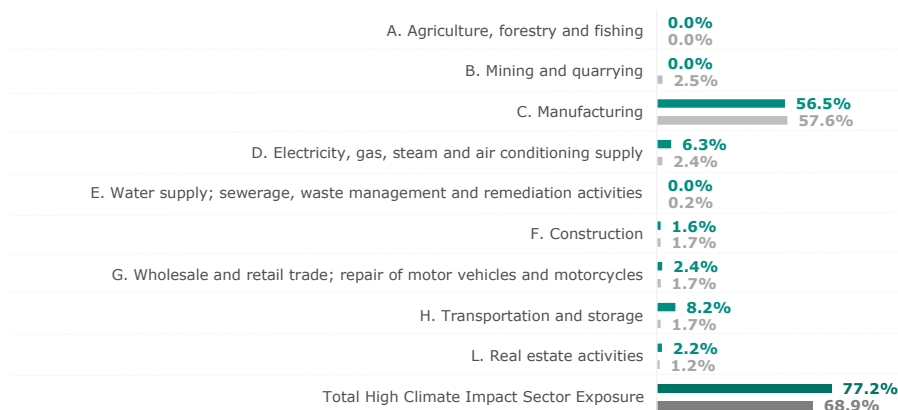 A. Agriculture, forestry and fishing
0.0%
0.0%
B. Mining and quarrying
0.0%
2.5%
C. Manufacturing
56.5%
57.6%
D. Electricity, gas, steam and air conditioning supply
6.3%
2.4%
E. Water supply; sewerage, waste management and remediation activities
0.0%
0.2%
F. Construction
1.6%
1.7%
G. Wholesale and retail trade; repair of motor vehicles and motorcycles
2.4%
1.7%
H. Transportation and storage
8.2%
1.7%
L. Real estate activities
2.2%
1.2%
Total High Climate Impact Sector Exposure
77.2%
68.9%